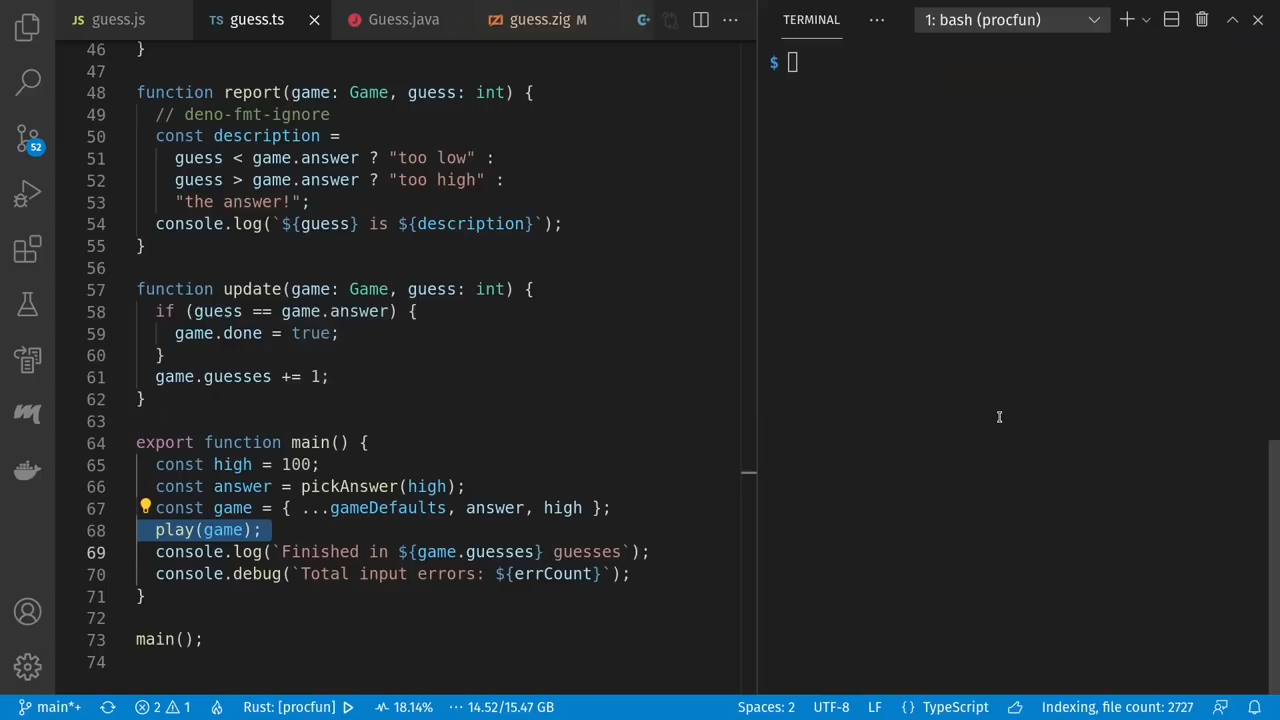 JS guess.js TS guess.ts Guess.java guess.zig M
TERMINAL 1: bash (procfun)
46 }
47
48 function report(game: Game, guess: int) {
49 // deno-fmt-ignore
50 const description =
51 guess < game.answer ? "too low" :
52 guess > game.answer ? "too high" :
53 "the answer!";
54 console.log(`${guess} is ${description}`);
55 }
56
57 function update(game: Game, guess: int) {
58 if (guess == game.answer) {
59 game.done = true;
60 }
61 game.guesses += 1;
62 }
63
64 export function main() {
65 const high = 100;
66 const answer = pickAnswer(high);
67 const game = { ...gameDefaults, answer, high };
68 play(game);
69 console.log(`Finished in ${game.guesses} guesses`);
70 console.debug(`Total input errors: ${errCount}`);
71 }
72
73 main();
74
$
52
main*+ 2 1 Rust: [procfun] 18.14% 14.52/15.47 GB Spaces: 2 UTF-8 LF {} TypeScript Indexing, file count: 2727